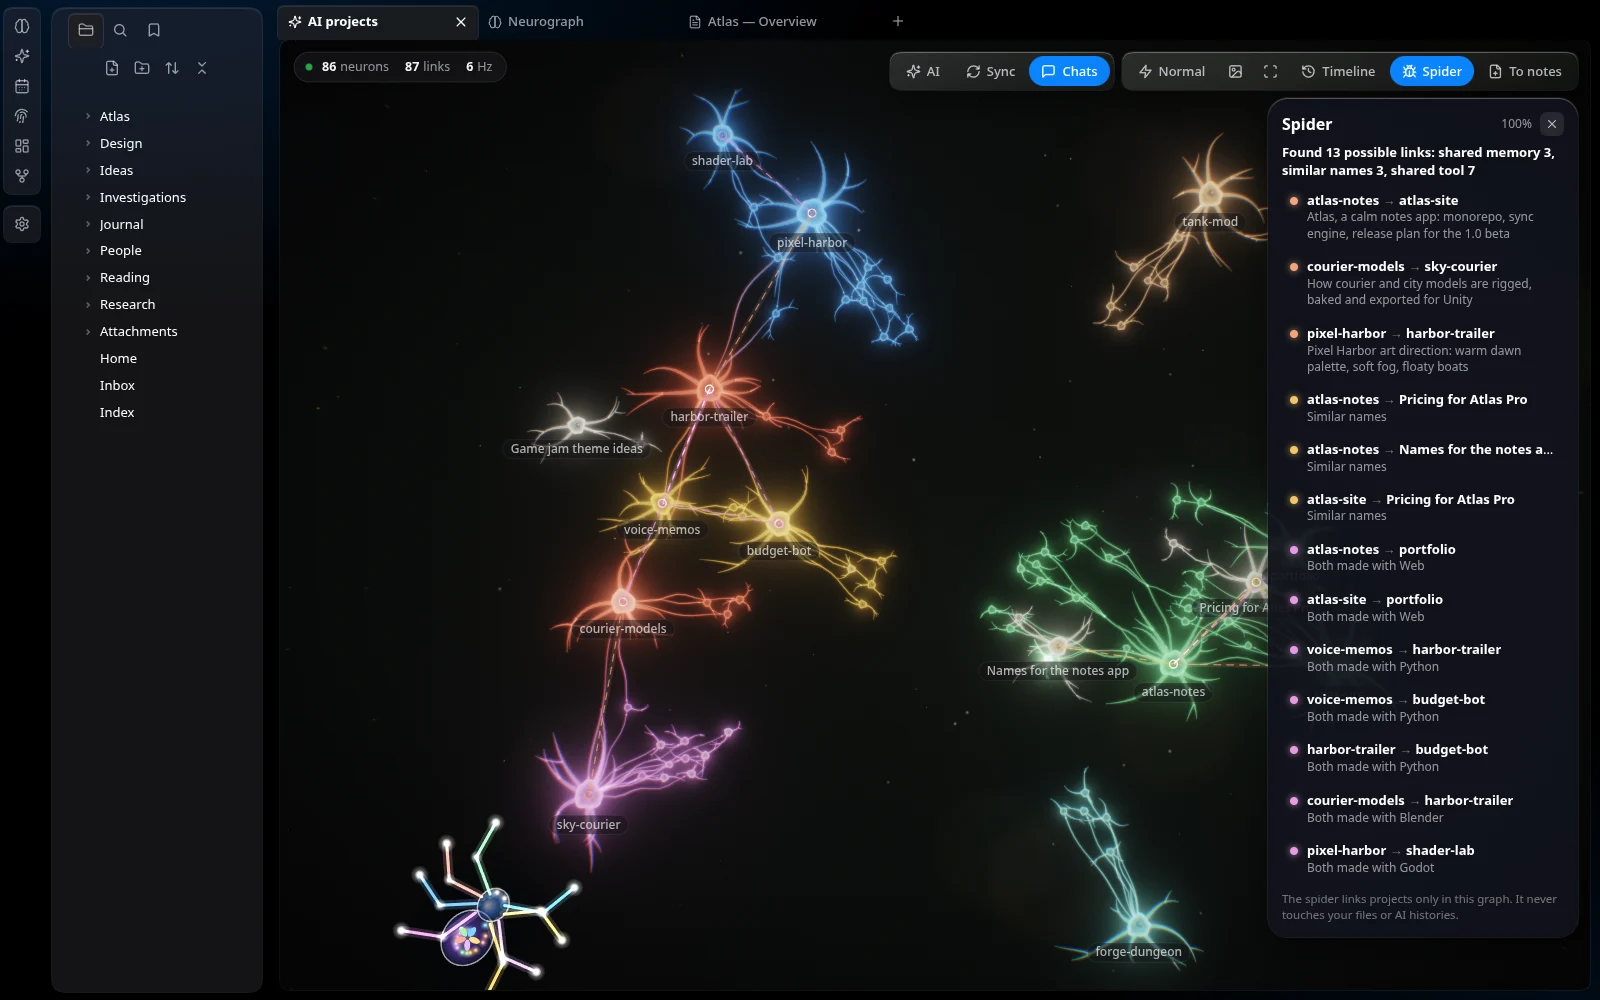 AI projects
Neurograph
Atlas — Overview
86 neurons 87 links 6 Hz
AI
Sync
Chats
Normal
Timeline
Spider
To notes
Atlas
Design
Ideas
Investigations
Journal
People
Reading
Research
Attachments
Home
Inbox
Index
shader-lab
pixel-harbor
tank-mod
harbor-trailer
Game jam theme ideas
voice-memos
budget-bot
courier-models
Pricing for A
Names for the notes app
atlas-notes
sky-courier
forge-dungeon
Spider
100%
Found 13 possible links: shared memory 3,
similar names 3, shared tool 7
atlas-notes → atlas-site
Atlas, a calm notes app: monorepo, sync
engine, release plan for the 1.0 beta
courier-models → sky-courier
How courier and city models are rigged,
baked and exported for Unity
pixel-harbor → harbor-trailer
Pixel Harbor art direction: warm dawn
palette, soft fog, floaty boats
atlas-notes → Pricing for Atlas Pro
Similar names
atlas-notes → Names for the notes a...
Similar names
atlas-site → Pricing for Atlas Pro
Similar names
atlas-notes → portfolio
Both made with Web
atlas-site → portfolio
Both made with Web
voice-memos → harbor-trailer
Both made with Python
voice-memos → budget-bot
Both made with Python
harbor-trailer → budget-bot
Both made with Python
courier-models → harbor-trailer
Both made with Blender
pixel-harbor → shader-lab
Both made with Godot
The spider links projects only in this graph. It never
touches your files or AI histories.